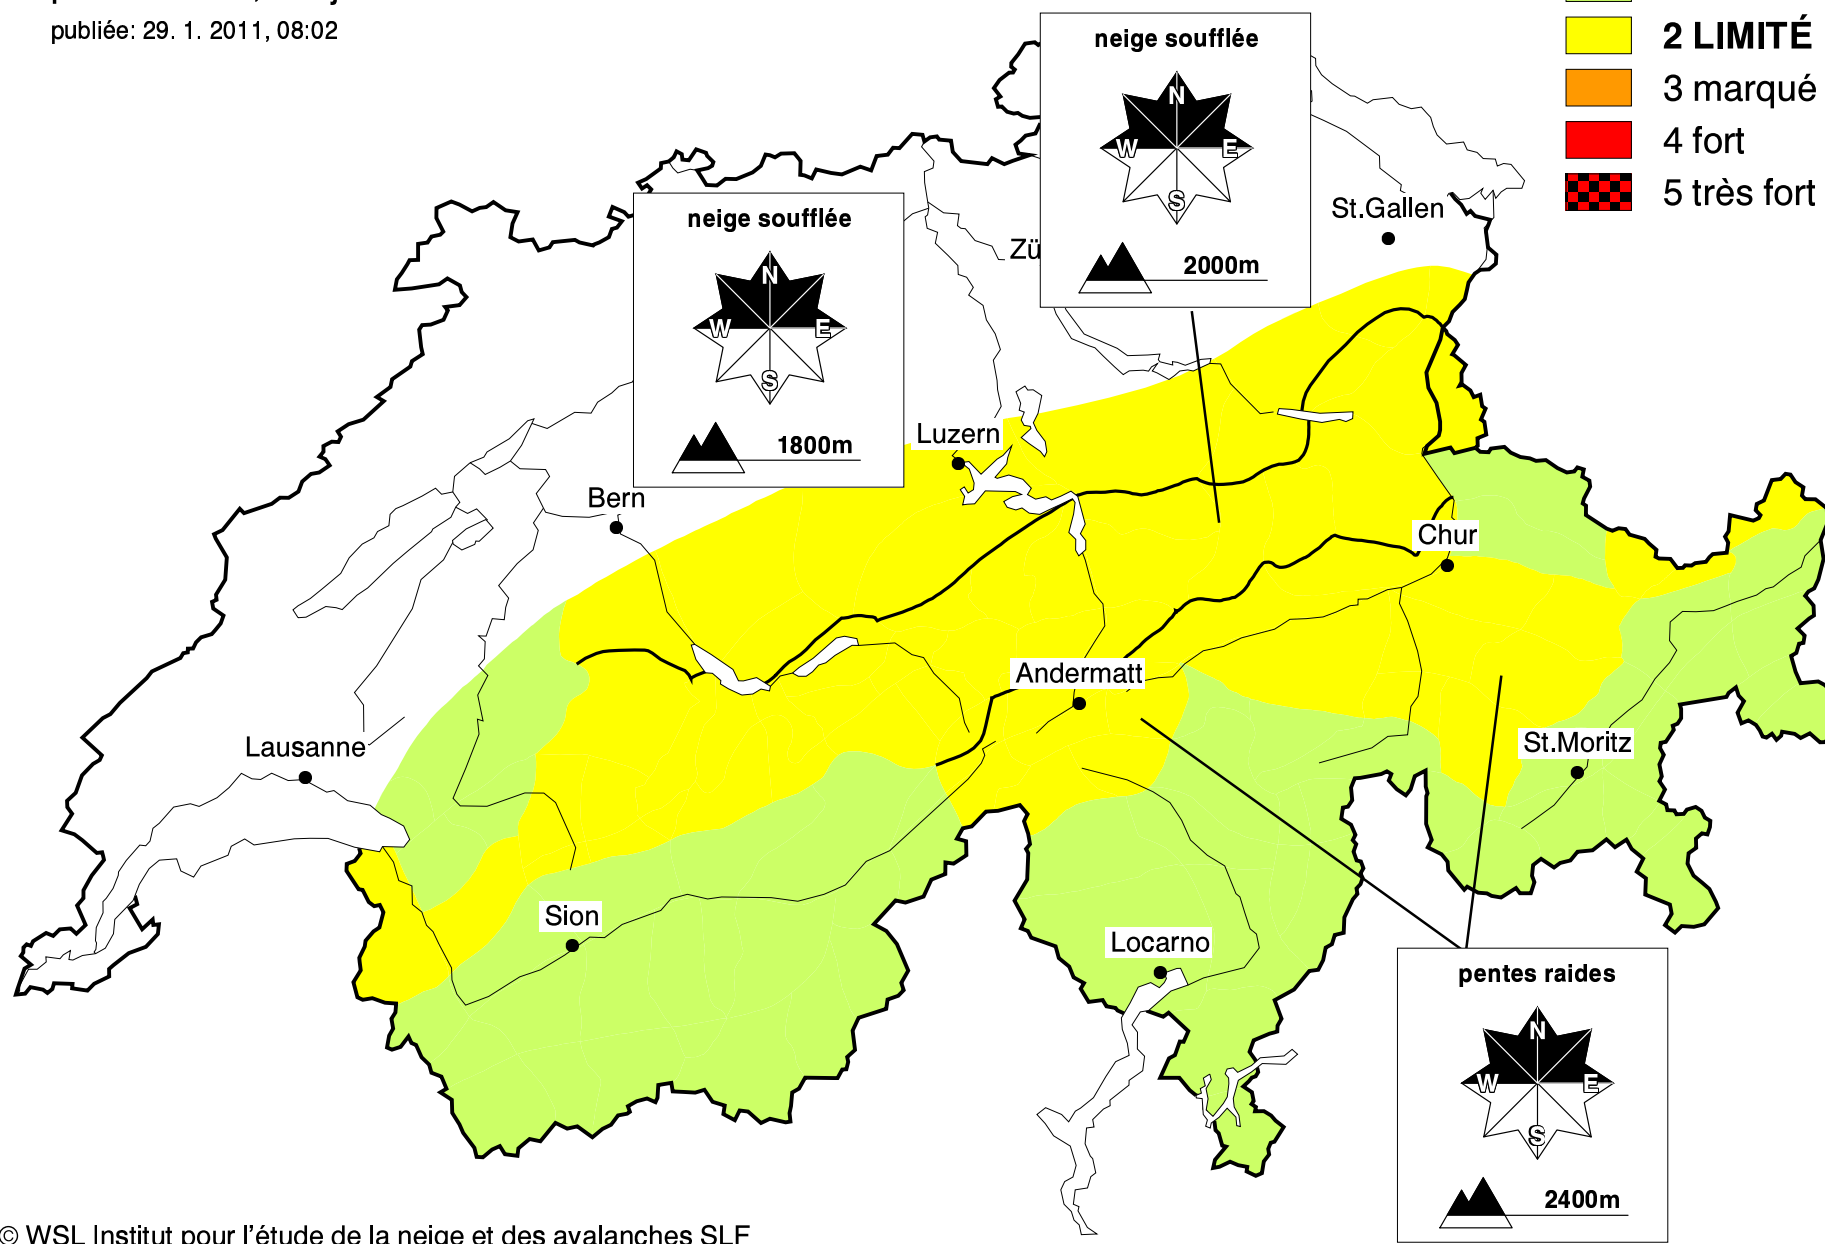 publiée: 29. 1. 2011, 08:02
2 LIMITÉ
3 marqué
4 fort
5 très fort
neige soufflée
N
W E
S
2000m
St.Gallen
neige soufflée
N
W E
S
1800m
Luzern
Bern
Chur
Andermatt
St.Moritz
Lausanne
Sion
Locarno
pentes raides
N
W E
S
2400m
© WSL Institut pour l'étude de la neige et des avalanches SLF